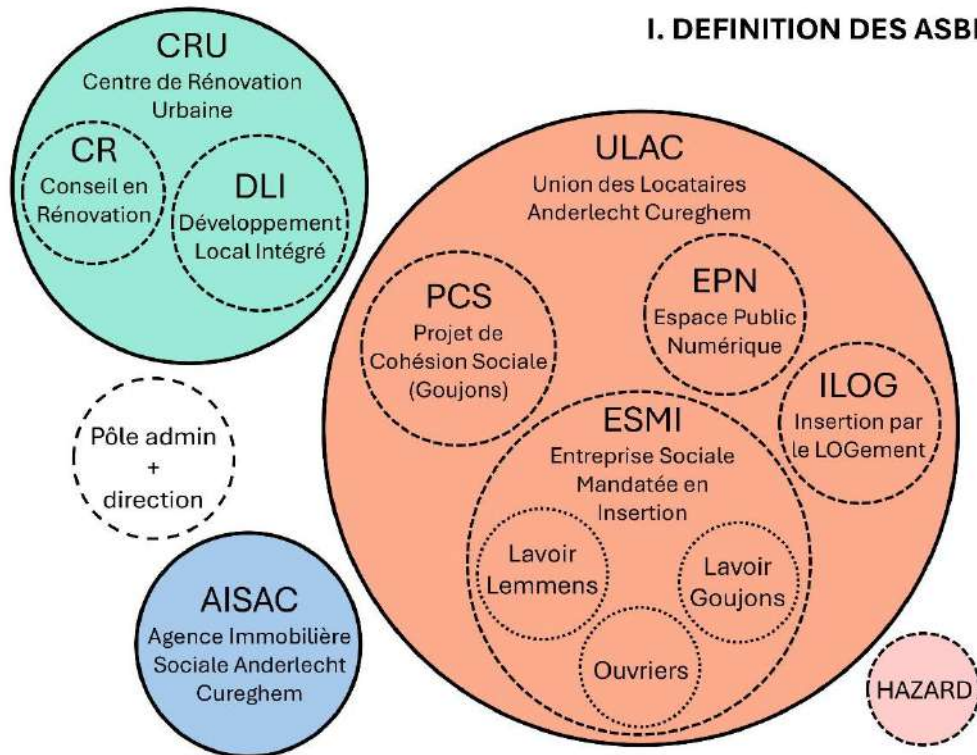 I. DEFINITION DES ASBL
CRU
Centre de Rénovation
Urbaine
CR
Conseil en
Rénovation
DLI
Développement
Local Intégré
ULAC
Union des Locataires
Anderlecht Cureghem
PCS
Projet de
Cohésion Sociale
(Goujons)
EPN
Espace Public
Numérique
ILOG
Insertion par
le LOGement
ESMI
Entreprise Sociale
Mandatée en
Insertion
Lavoir
Lemmens
Lavoir
Goujons
Ouvriers
Pôle admin
+
direction
AISAC
Agence Immobilière
Sociale Anderlecht
Cureghem
HAZARD